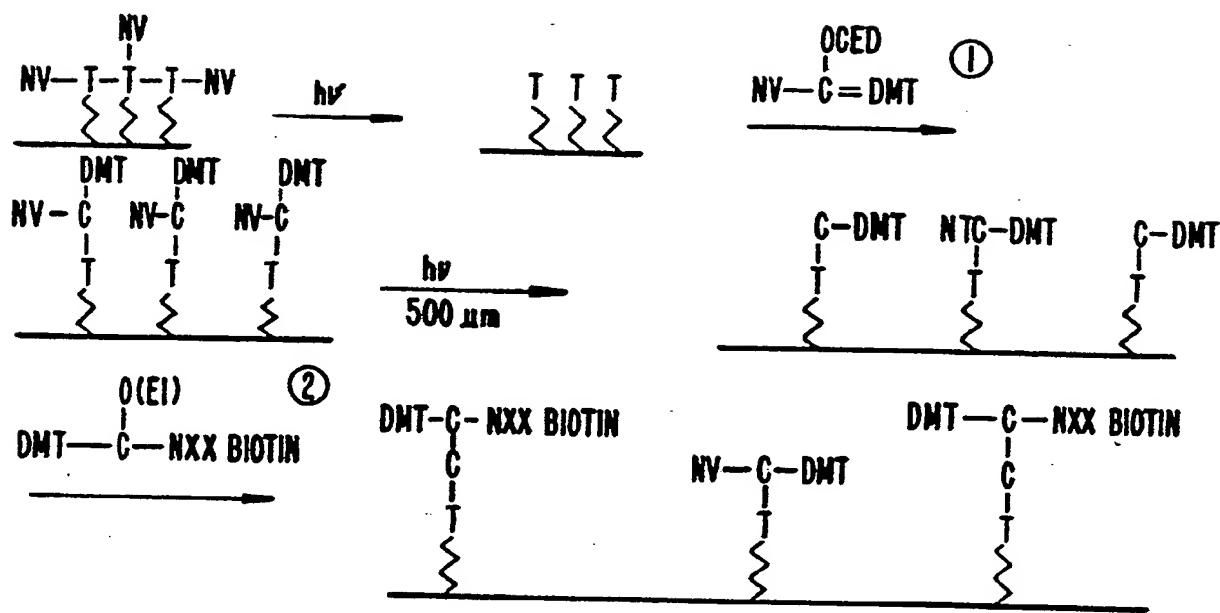 NV
NV-T-T-T-NV
hν
T T T
OCED
NV-C=DMT
①
DMT DMT DMT
NV-C NV-C NV-C
T T T
hν
500 µm
C-DMT NTC-DMT C-DMT
T T T
②
O(EI)
DMT-C-NXX BIOTIN
DMT-C-NXX BIOTIN
C
T
NV-C-DMT
T
DMT-C-NXX BIOTIN
C
T